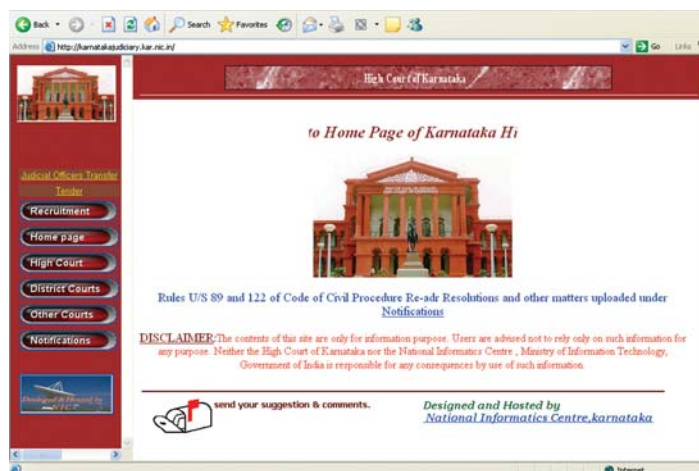 Back Search Favorites
Address http://karnatakajudiciary.kar.nic.in/ Go Links
High Court of Karnataka
to Home Page of Karnataka Hi
Judicial Officers Transfer
Tender
Recruitment
Home page
High Court
District Courts
Other Courts
Notifications
Designed & Hosted by
NIC
Rules U/S 89 and 122 of Code of Civil Procedure Re-adr Resolutions and other matters uploaded under
Notifications
DISCLAIMER:The contents of this site are only for information purpose. Users are advised not to rely only on such information for
any purpose. Neither the High Court of Karnataka nor the National Informatics Centre , Ministry of Information Technology,
Government of India is responsible for any consequences by use of such information.
send your suggestion & comments.
Designed and Hosted by
National Informatics Centre,karnataka
Internet